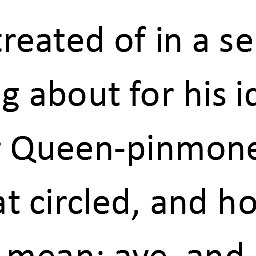 treated of in a se
g about for his id
Queen-pinmone
at circled, and ho
mean; aye, and